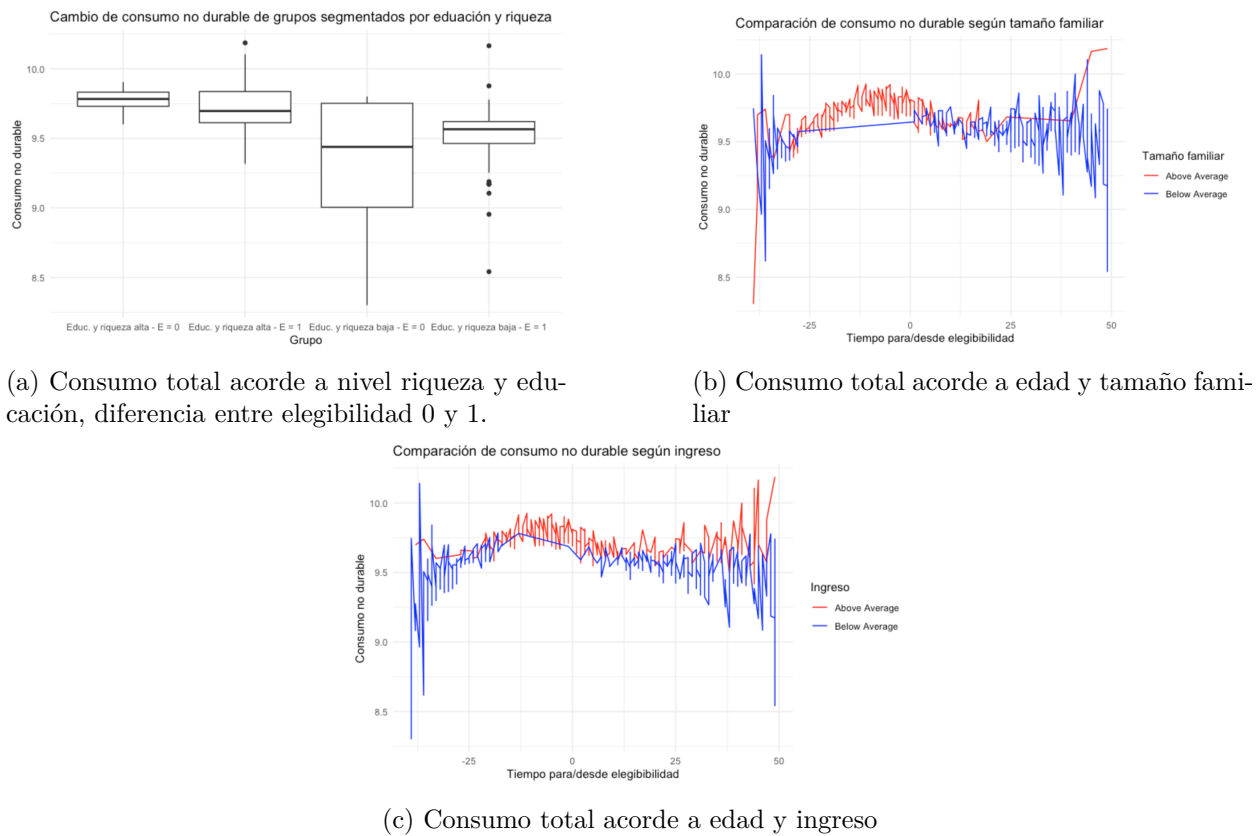 Cambio de consumo no durable de grupos segmentados por eduación y riqueza
Consumo no durable
10.0
9.5
9.0
8.5
Educ. y riqueza alta - E = 0
Educ. y riqueza alta - E = 1
Educ. y riqueza baja - E = 0
Educ. y riqueza baja - E = 1
Grupo
(a) Consumo total acorde a nivel riqueza y edu-
cación, diferencia entre elegibilidad 0 y 1.
Comparación de consumo no durable según tamaño familiar
Consumo no durable
10.0
9.5
9.0
8.5
-25
0
25
50
Tiempo para/desde elegibibilidad
Tamaño familiar
Above Average
Below Average
(b) Consumo total acorde a edad y tamaño fami-
liar
Comparación de consumo no durable según ingreso
Consumo no durable
10.0
9.5
9.0
8.5
-25
0
25
50
Tiempo para/desde elegibibilidad
Ingreso
Above Average
Below Average
(c) Consumo total acorde a edad y ingreso